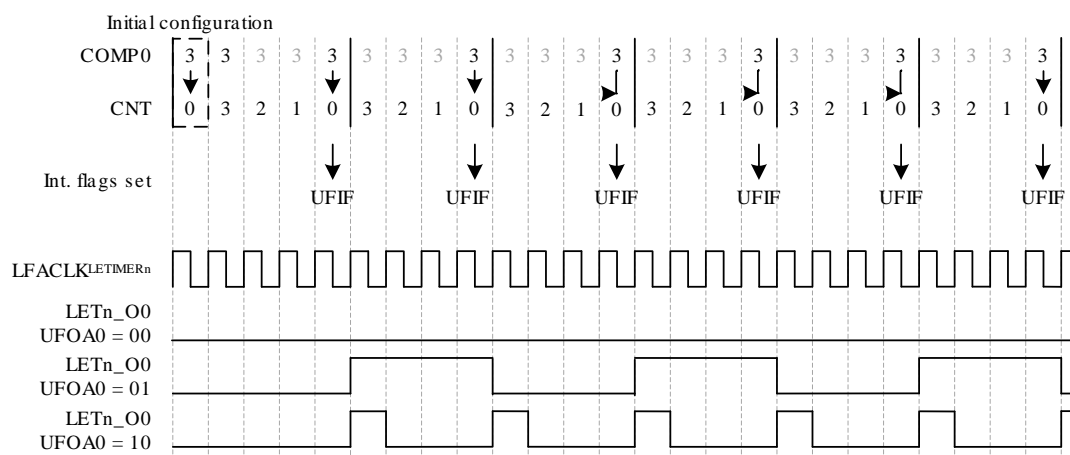 Initial configuration
COMP0 3 3 3 3 3 3 3 3 3 3 3 3 3 3 3 3 3 3 3 3 3 3 3 3 3
CNT 0 3 2 1 0 3 2 1 0 3 2 1 0 3 2 1 0 3 2 1 0 3 2 1 0
Int. flags set
UFIF UFIF UFIF UFIF UFIF UFIF
LFACLKLETIMERn
LETn_O0
UFOA0 = 00
LETn_O0
UFOA0 = 01
LETn_O0
UFOA0 = 10